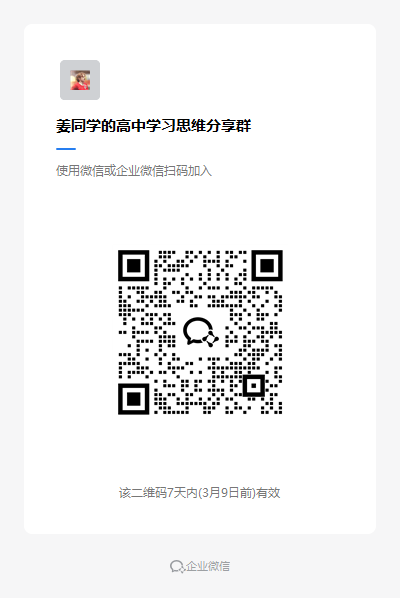 姜同学的高中学习思维分享群
使用微信或企业微信扫码加入
该二维码7天内(3月9日前)有效
企业微信